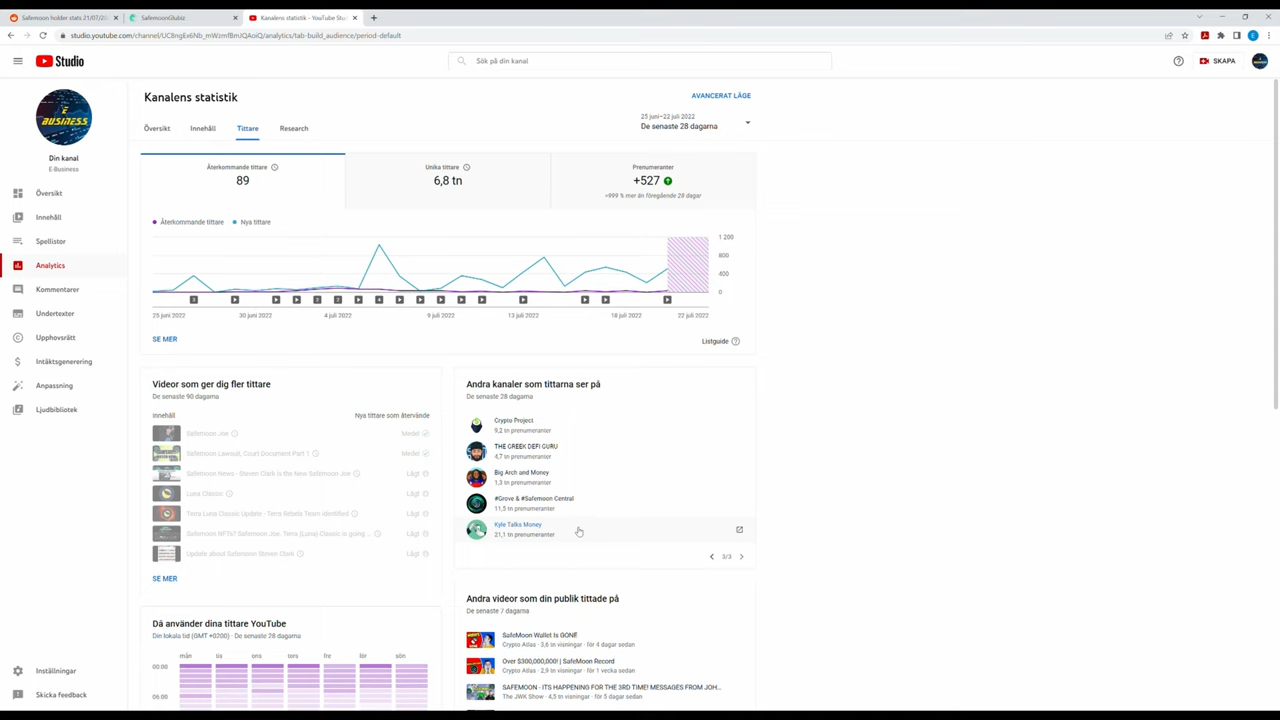 Safemoon holder stats 21/07/20
SafemoonGlubiz
Kanalens statistik - YouTube Stu
studio.youtube.com/channel/UC8ngEx6Nb_mWzmfBmJQAoiQ/analytics/tab-build_audience/period-default
Studio
Sök på din kanal
SKAPA
E
BUSINESS
Din kanal
E-Business
Översikt
Innehåll
Spellistor
Analytics
Kommentarer
Undertexter
Upphovsrätt
Intäktsgenerering
Anpassning
Ljudbibliotek
Inställningar
Skicka feedback
Kanalens statistik
AVANCERAT LÄGE
Översikt Innehåll Tittare Research
25 juni–22 juli 2022
De senaste 28 dagarna
Återkommande tittare
89
Unika tittare
6,8 tn
Prenumeranter
+527
>999 % mer än föregående 28 dagar
Återkommande tittare Nya tittare
1 200
800
400
0
25 juni 2022 30 juni 2022 4 juli 2022 9 juli 2022 13 juli 2022 18 juli 2022 22 juli 2022
SE MER
Listguide
Videor som ger dig fler tittare
De senaste 90 dagarna
Innehåll Nya tittare som återvände
Safemoon Joe Medel
Safemoon Lawsuit, Court Document Part 1 Medel
Safemoon News - Steven Clark Is the New Safemoon Joe Lågt
Luna Classic Lågt
Terra Luna Classic Update - Terra Rebels Team identified Lågt
Safemoon NFTs? Safemoon Joe. Terra (Luna) Classic is going ... Lågt
Update about Safemoon Steven Clark Lågt
SE MER
Andra kanaler som tittarna ser på
De senaste 28 dagarna
Crypto Project
9,2 tn prenumeranter
THE GREEK DEFI GURU
4,7 tn prenumeranter
Big Arch and Money
1,3 tn prenumeranter
#Grove & #Safemoon Central
11,5 tn prenumeranter
Kyle Talks Money
21,1 tn prenumeranter
3/3
Då använder dina tittare YouTube
Din lokala tid (GMT +0200) · De senaste 28 dagarna
mån tis ons tors fre lör sön
00:00
06:00
Andra videor som din publik tittade på
De senaste 7 dagarna
SafeMoon Wallet Is GONE
Crypto Atlas · 3,6 tn visningar · för 4 dagar sedan
Over $300,000,000! | SafeMoon Record
Crypto Atlas · 2,9 tn visningar · för 1 vecka sedan
SAFEMOON - ITS HAPPENING FOR THE 3RD TIME! MESSAGES FROM JOH...
The JWK Show · 4,5 tn visningar · för 5 dagar sedan